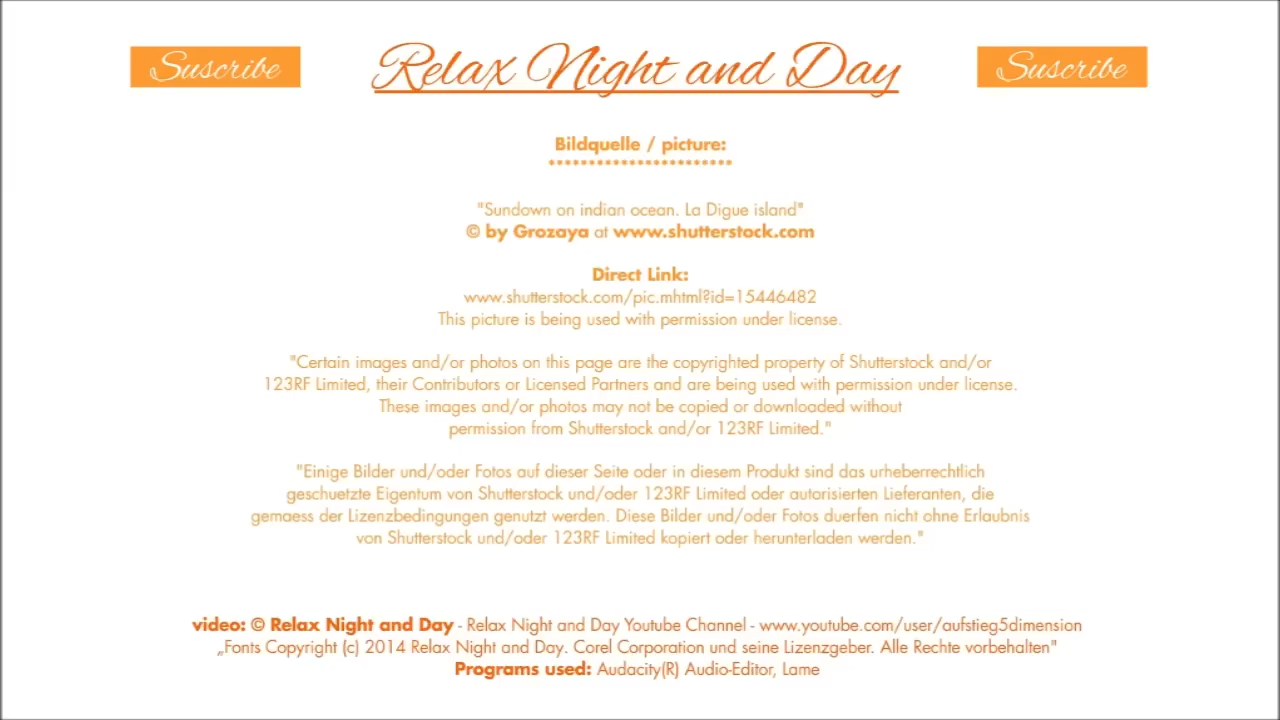 Suscribe Relax Night and Day Suscribe
Bildquelle / picture:
***********************
"Sundown on indian ocean. La Digue island"
© by Grozaya at www.shutterstock.com
Direct Link:
www.shutterstock.com/pic.mhtml?id=15446482
This picture is being used with permission under license.
"Certain images and/or photos on this page are the copyrighted property of Shutterstock and/or
123RF Limited, their Contributors or Licensed Partners and are being used with permission under license.
These images and/or photos may not be copied or downloaded without
permission from Shutterstock and/or 123RF Limited."
"Einige Bilder und/oder Fotos auf dieser Seite oder in diesem Produkt sind das urheberrechtlich
geschuetzte Eigentum von Shutterstock und/oder 123RF Limited oder autorisierten Lieferanten, die
gemaess der Lizenzbedingungen genutzt werden. Diese Bilder und/oder Fotos duerfen nicht ohne Erlaubnis
von Shutterstock und/oder 123RF Limited kopiert oder herunterladen werden."
video: © Relax Night and Day - Relax Night and Day Youtube Channel - www.youtube.com/user/aufstieg5dimension
„Fonts Copyright (c) 2014 Relax Night and Day. Corel Corporation und seine Lizenzgeber. Alle Rechte vorbehalten"
Programs used: Audacity(R) Audio-Editor, Lame